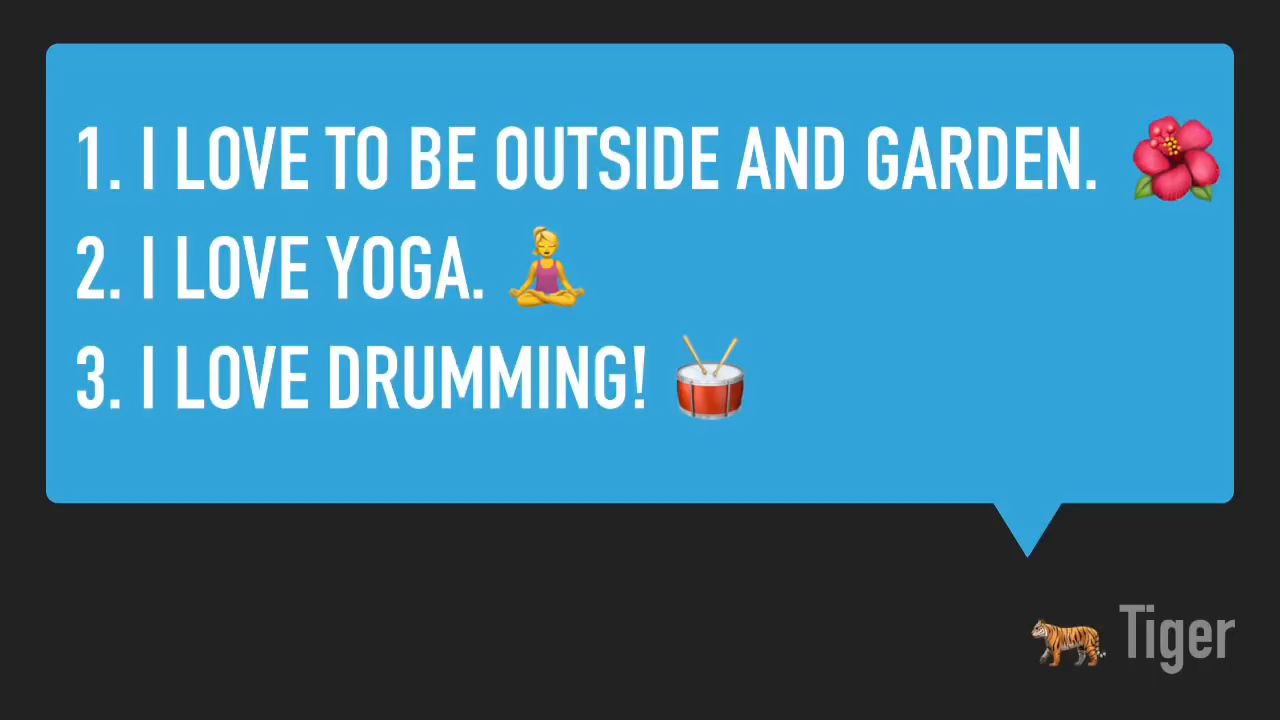 1. I LOVE TO BE OUTSIDE AND GARDEN.
2. I LOVE YOGA.
3. I LOVE DRUMMING!
Tiger